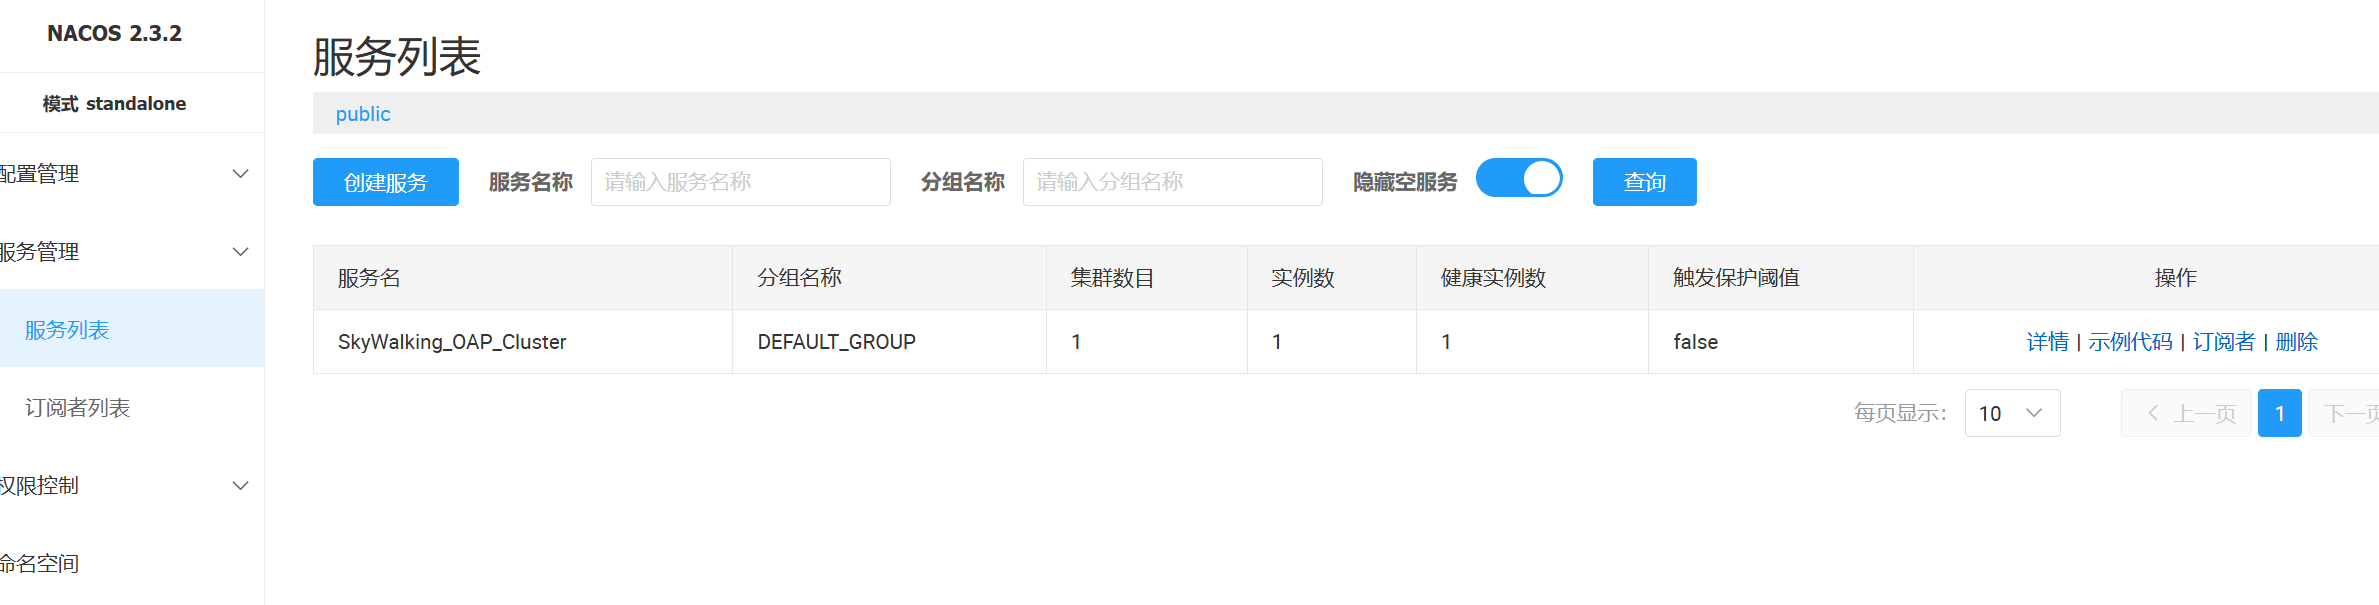 NACOS 2.3.2
模式 standalone
配置管理
服务管理
服务列表
订阅者列表
权限控制
命名空间
服务列表
public
创建服务 服务名称 请输入服务名称 分组名称 请输入分组名称 隐藏空服务 查询
服务名 分组名称 集群数目 实例数 健康实例数 触发保护阈值 操作
SkyWalking_OAP_Cluster DEFAULT_GROUP 1 1 1 false 详情 | 示例代码 | 订阅者 | 删除
每页显示: 10 上一页 1 下一页